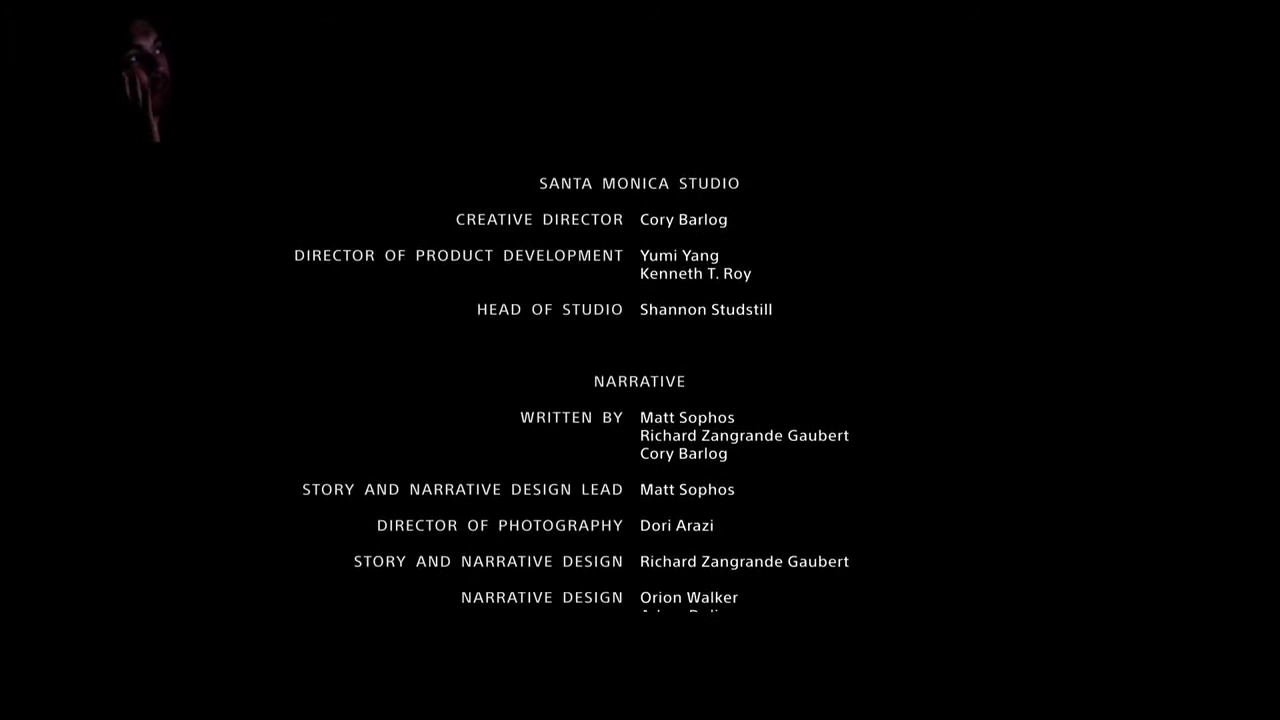 SANTA MONICA STUDIO
CREATIVE DIRECTOR Cory Barlog
DIRECTOR OF PRODUCT DEVELOPMENT Yumi Yang
Kenneth T. Roy
HEAD OF STUDIO Shannon Studstill
NARRATIVE
WRITTEN BY Matt Sophos
Richard Zangrande Gaubert
Cory Barlog
STORY AND NARRATIVE DESIGN LEAD Matt Sophos
DIRECTOR OF PHOTOGRAPHY Dori Arazi
STORY AND NARRATIVE DESIGN Richard Zangrande Gaubert
NARRATIVE DESIGN Orion Walker